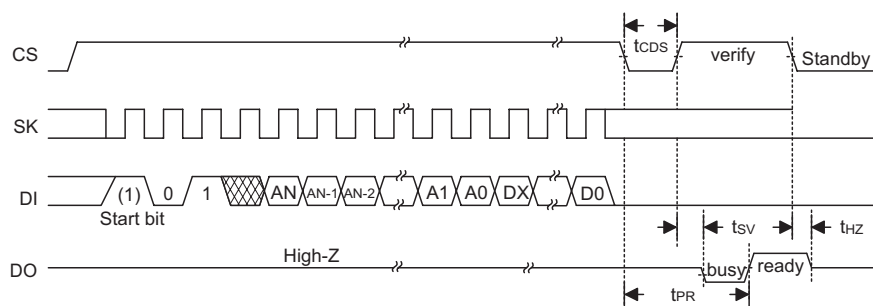 CS tCDS verify Standby
SK
DI (1) 0 1 AN AN-1 AN-2 A1 A0 DX D0
Start bit
tSV tHZ
DO High-Z busy ready
tPR